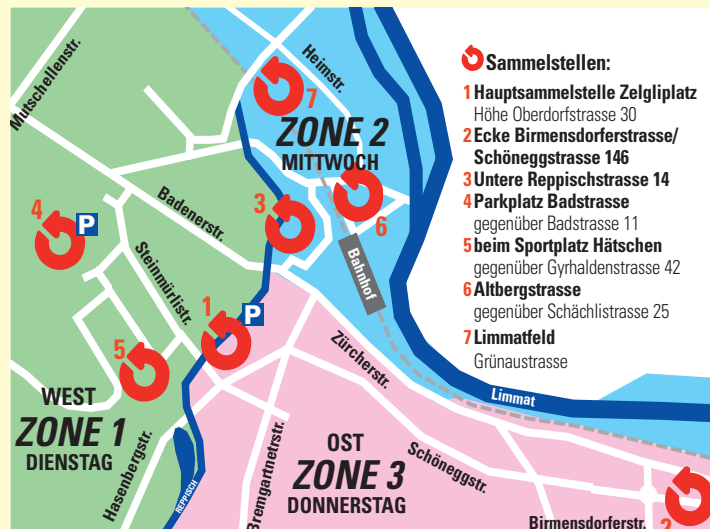 Mutschellenstr.
Heimstr.
7
ZONE 2
MITTWOCH
4
P
Badenerstr.
3
6
Steinmürlistr.
Bahnhof
1
P
5
Zürcherstr.
Limmat
WEST
ZONE 1
DIENSTAG
Hasenbergstr.
REPPISCH
Bremgartnetrstr.
OST
ZONE 3
DONNERSTAG
Schöneggstr.
Birmensdorferstr.
2
Sammelstellen:
1 Hauptsammelstelle Zelgliplatz
Höhe Oberdorfstrasse 30
2 Ecke Birmensdorferstrasse/
Schöneggstrasse 146
3 Untere Reppischstrasse 14
4 Parkplatz Badstrasse
gegenüber Badstrasse 11
5 beim Sportplatz Hätschen
gegenüber Gyrhaldenstrasse 42
6 Altbergstrasse
gegenüber Schächlistrasse 25
7 Limmatfeld
Grünaustrasse